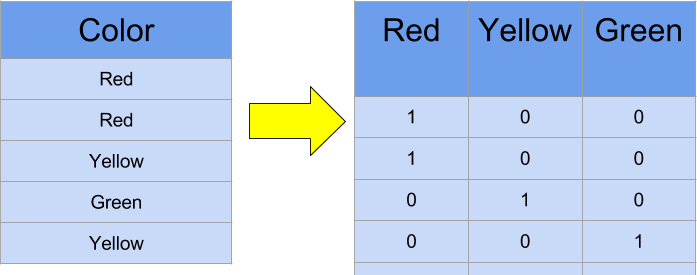 Color
Red
Red
Yellow
Green
Yellow
Red Yellow Green
1 0 0
1 0 0
0 1 0
0 0 1